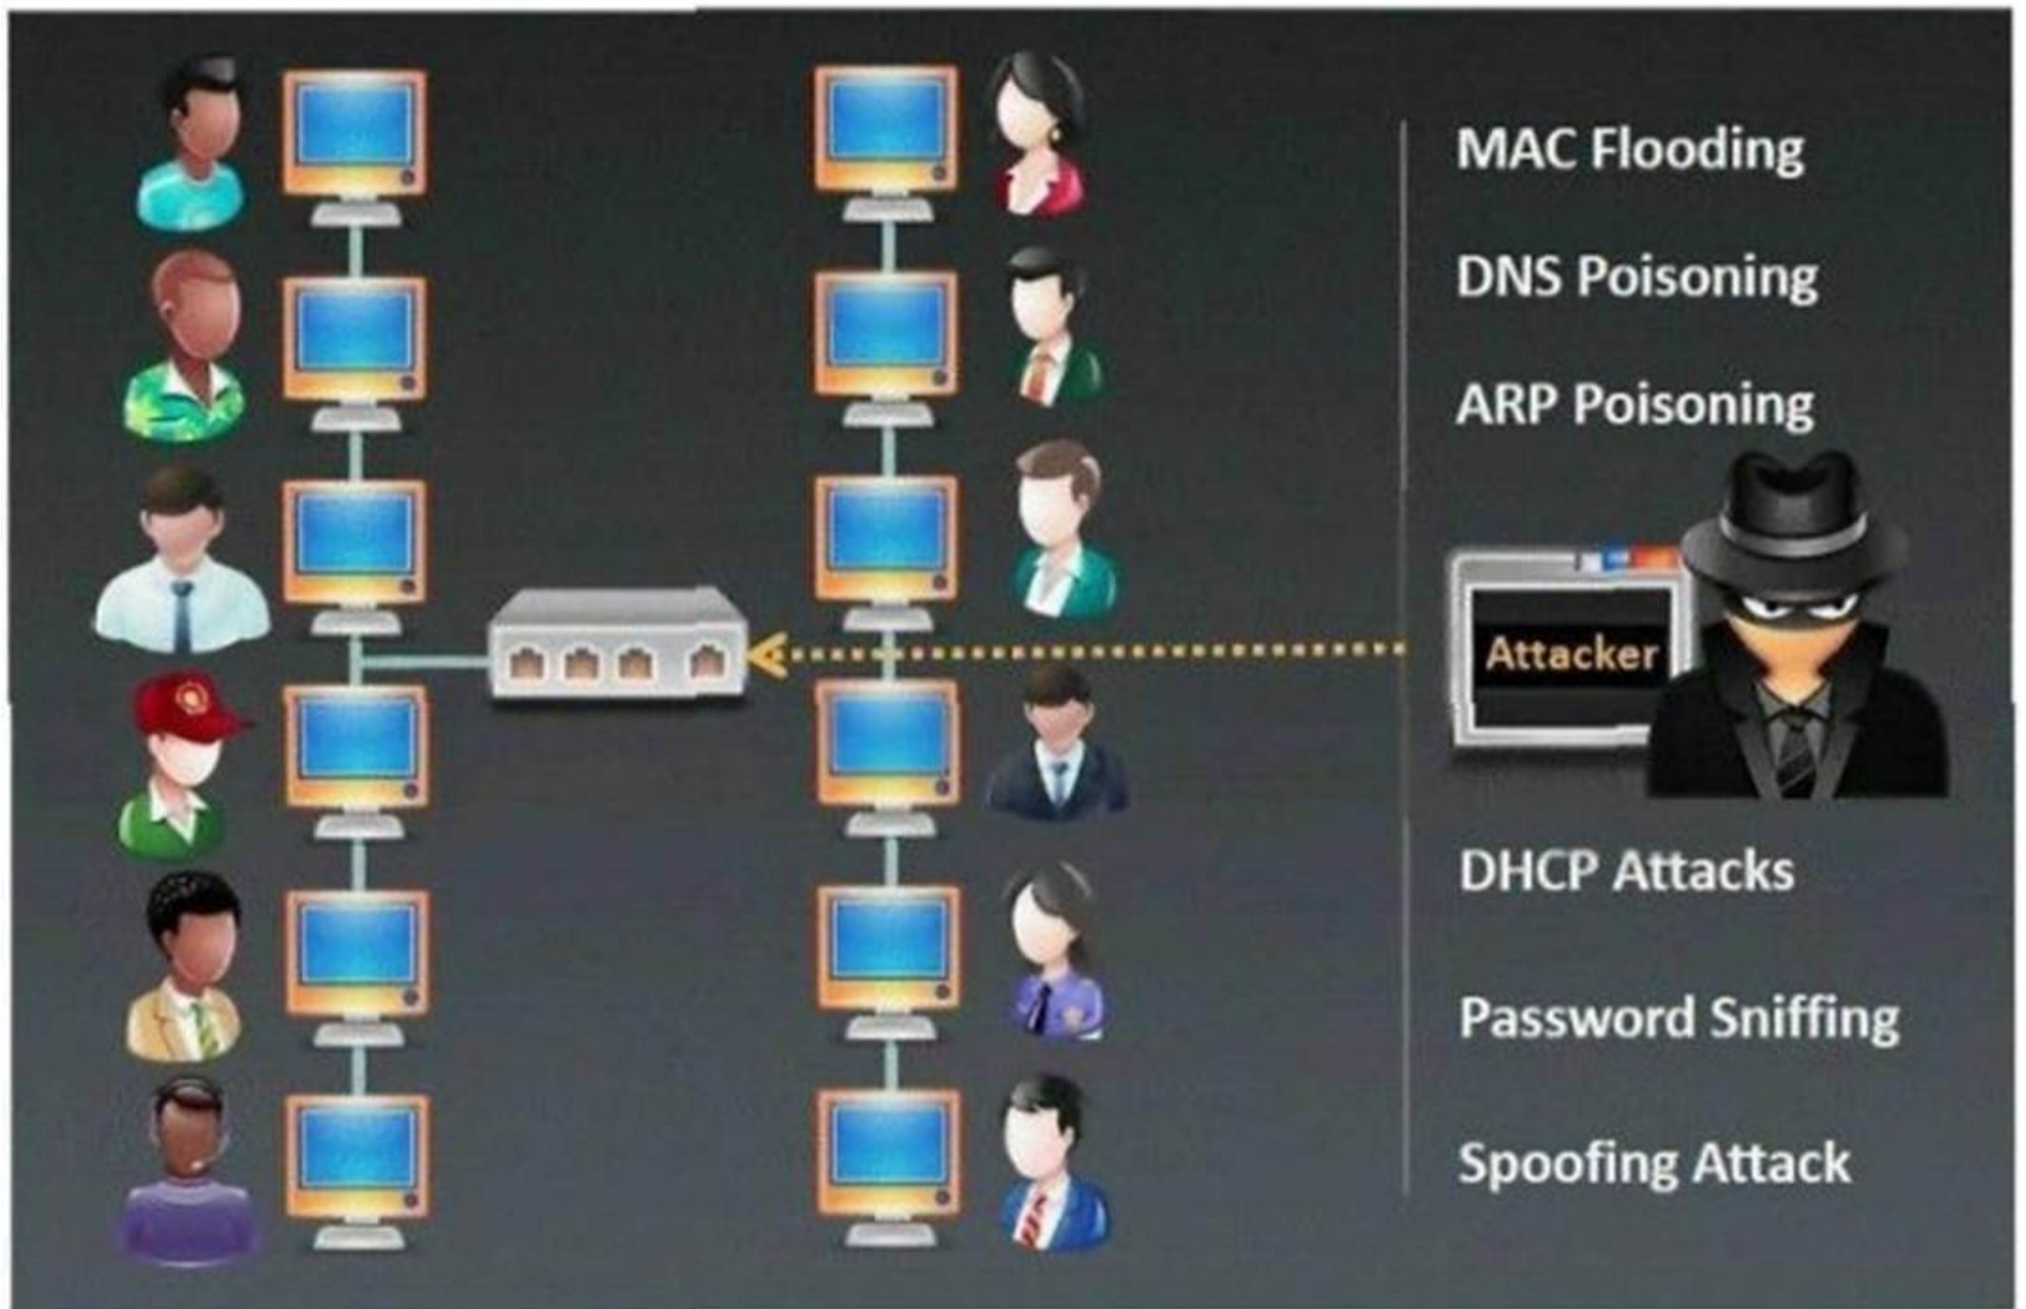 MAC Flooding
DNS Poisoning
ARP Poisoning
Attacker
DHCP Attacks
Password Sniffing
Spoofing Attack